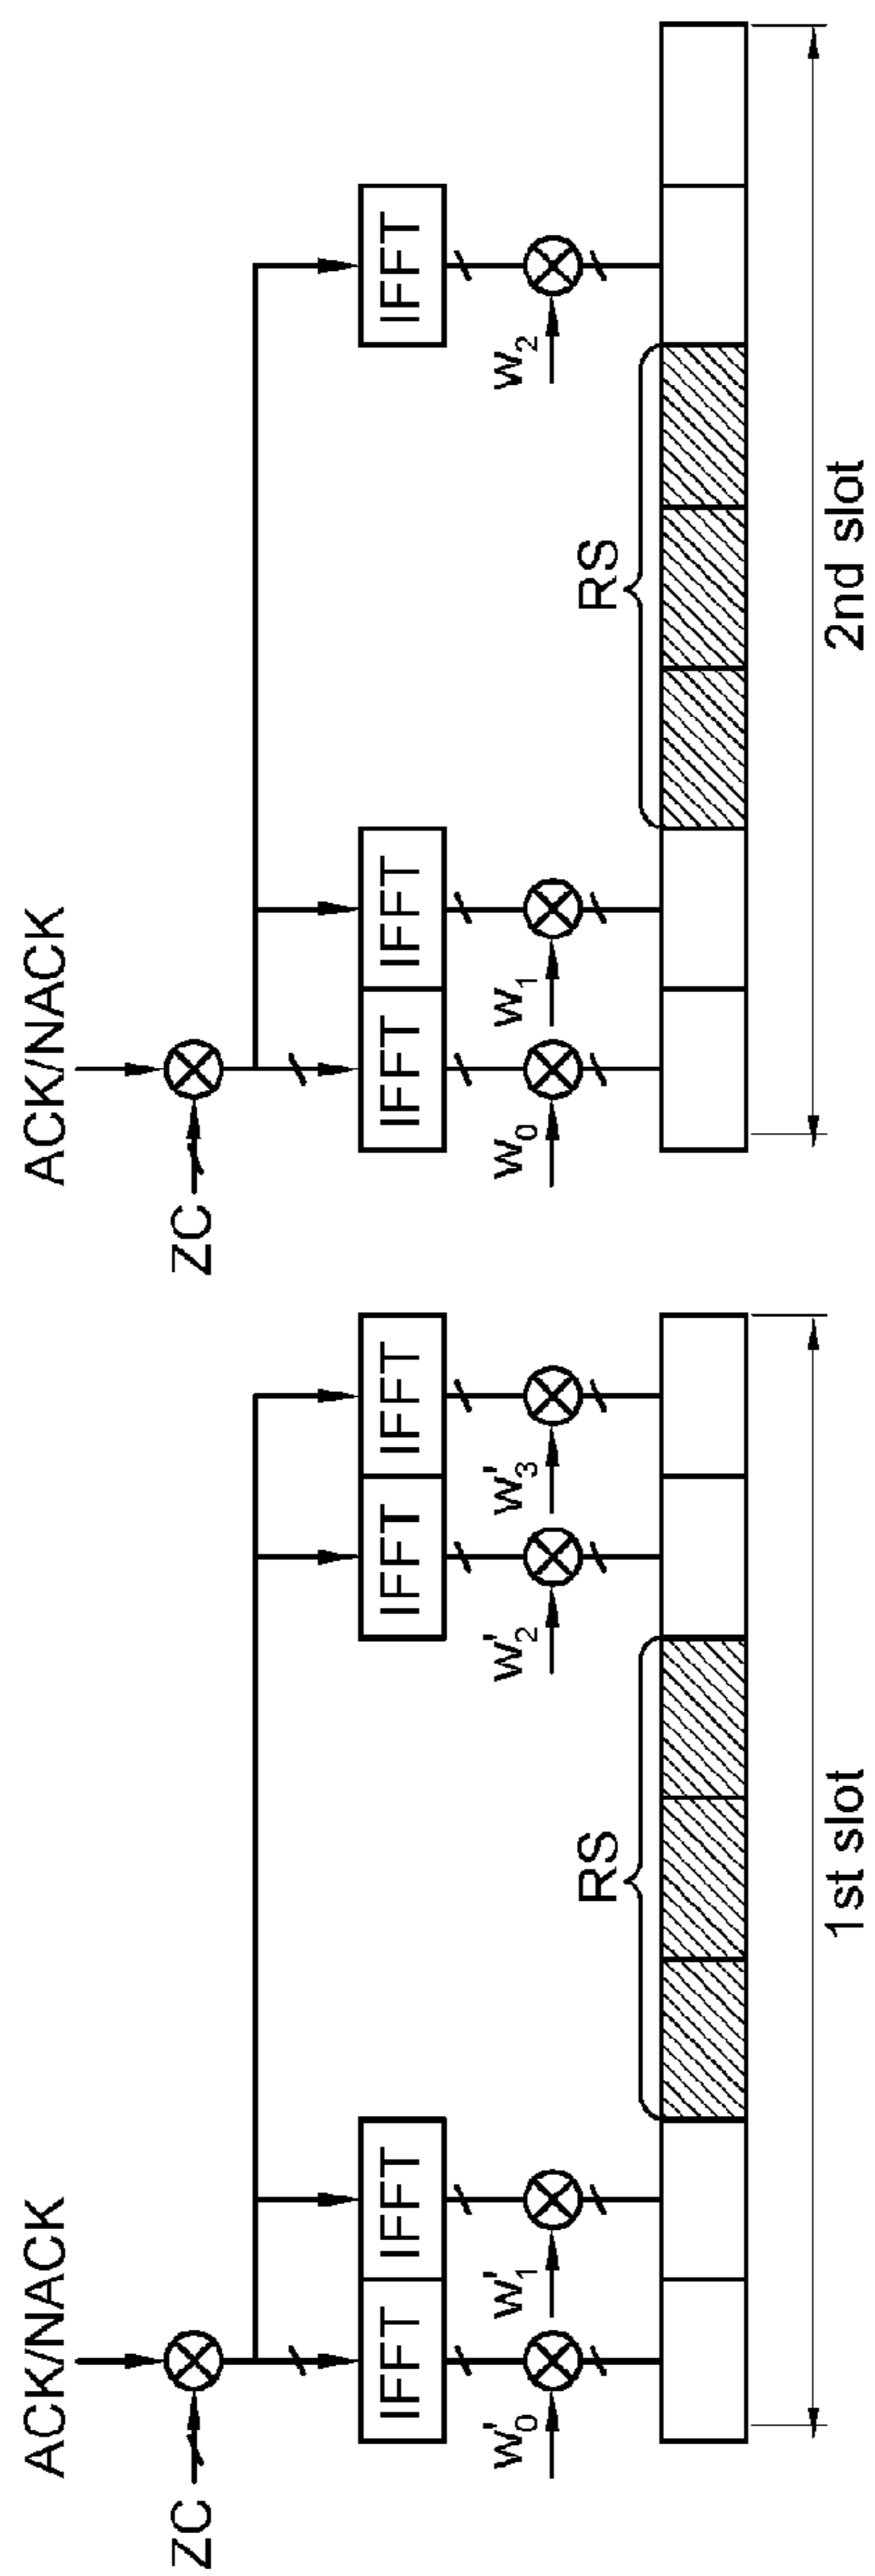 ACK/NACK
ZC
IFFT IFFT IFFT IFFT
w'0 w'1 w'2 w'3
RS
1st slot
ACK/NACK
ZC
IFFT IFFT IFFT
w0 w1 w2
RS
2nd slot